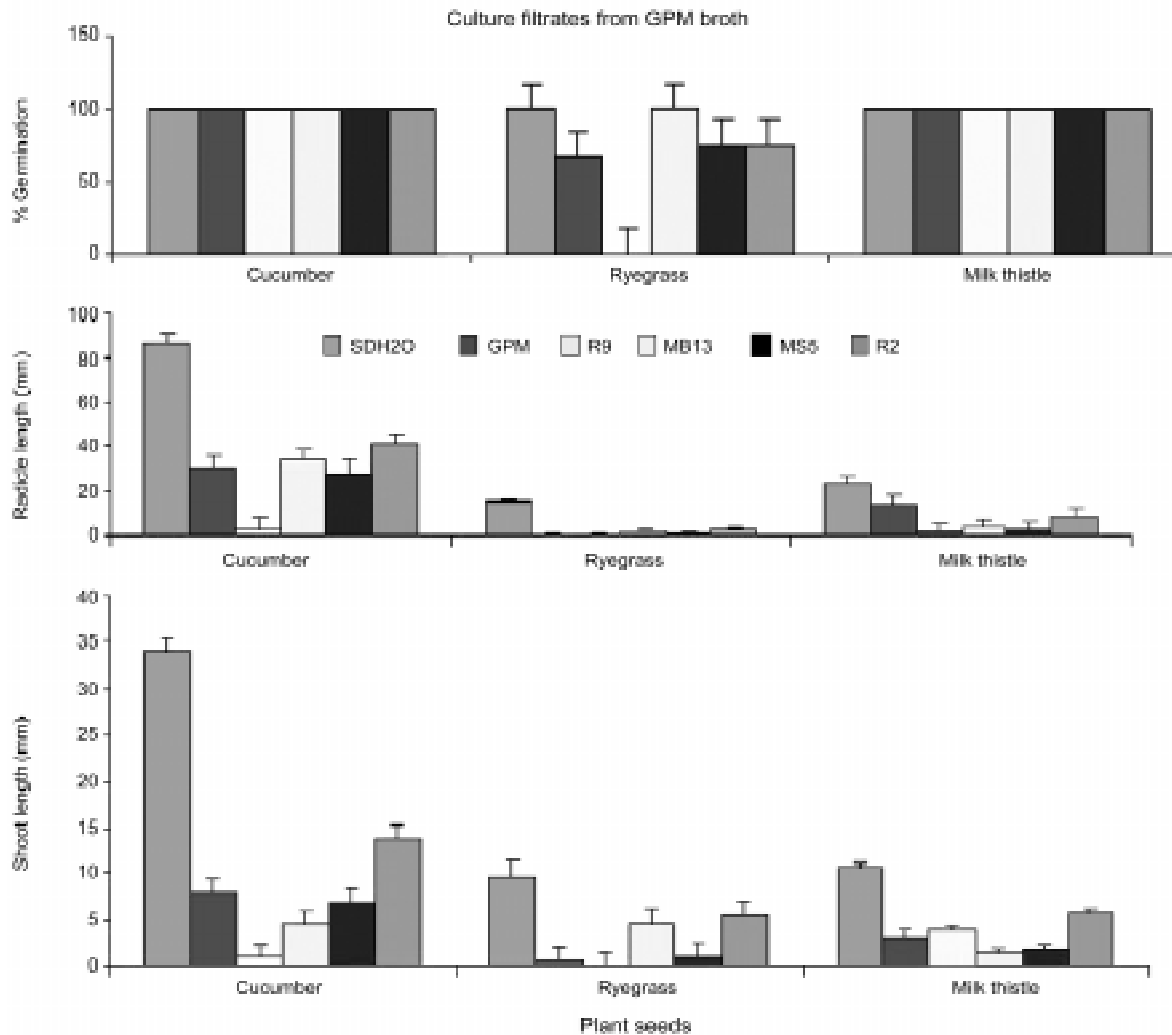 Culture filtrates from GPM broth
% Germination
150
100
50
0
Cucumber Ryegrass Milk thistle
Radicle length (mm)
100
80
60
40
20
0
SDH2O GPM R9 MB13 MS5 R2
Cucumber Ryegrass Milk thistle
Shoot length (mm)
40
35
30
25
20
15
10
5
0
Cucumber Ryegrass Milk thistle
Plant seeds